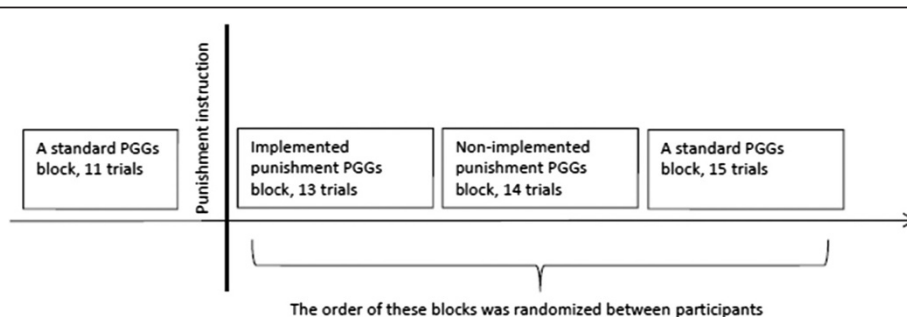 A standard PGGs
block, 11 trials
Punishment instruction
Implemented
punishment PGGs
block, 13 trials
Non-implemented
punishment PGGs
block, 14 trials
A standard PGGs
block, 15 trials
The order of these blocks was randomized between participants